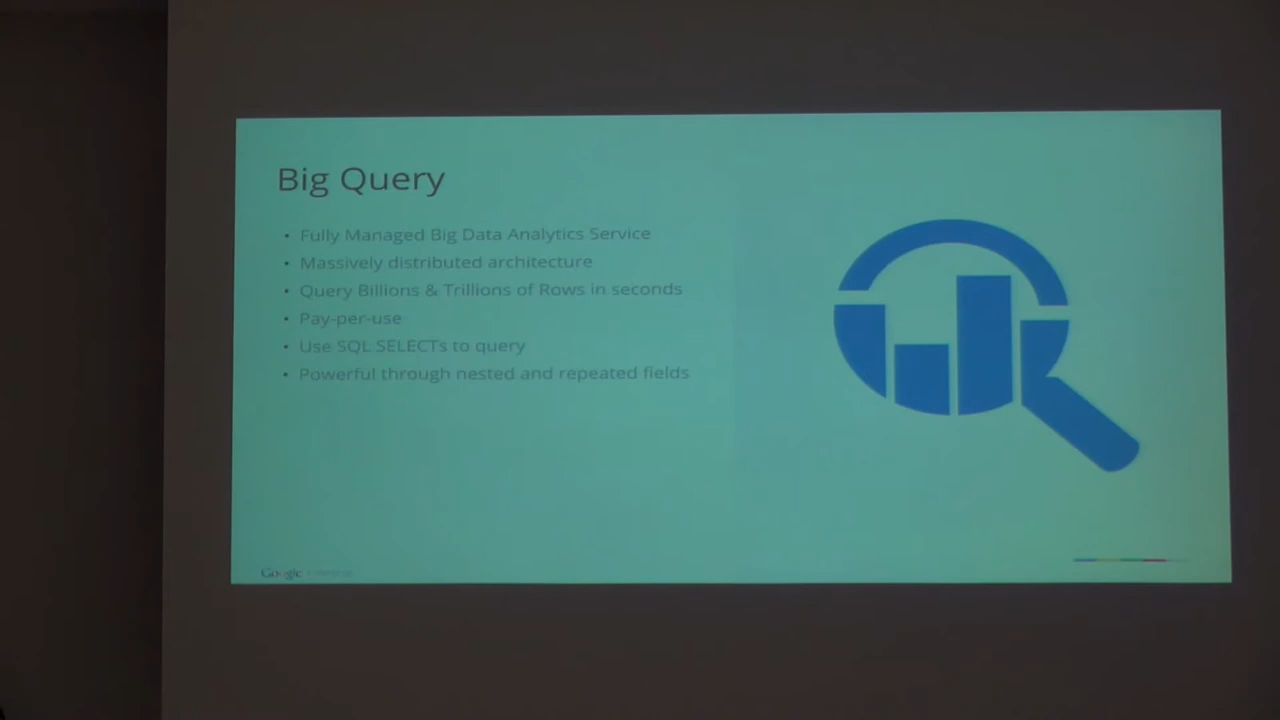 Big Query
• Fully Managed Big Data Analytics Service
• Massively distributed architecture
• Query Billions & Trillions of Rows in seconds
• Pay-per-use
• Use SQL SELECTs to query
• Powerful through nested and repeated fields
Google